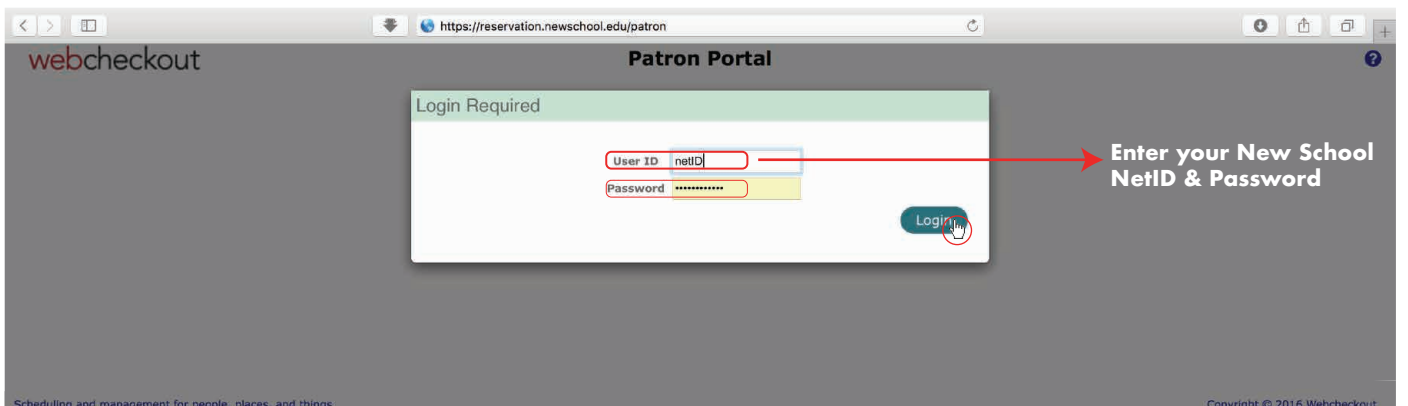 https://reservation.newschool.edu/patron
webcheckout
Patron Portal
Login Required
User ID netID
Password ••••••••••••
Login
Enter your New School
NetID & Password
Scheduling and management for people, places, and things
Copyright © 2016 Webcheckout